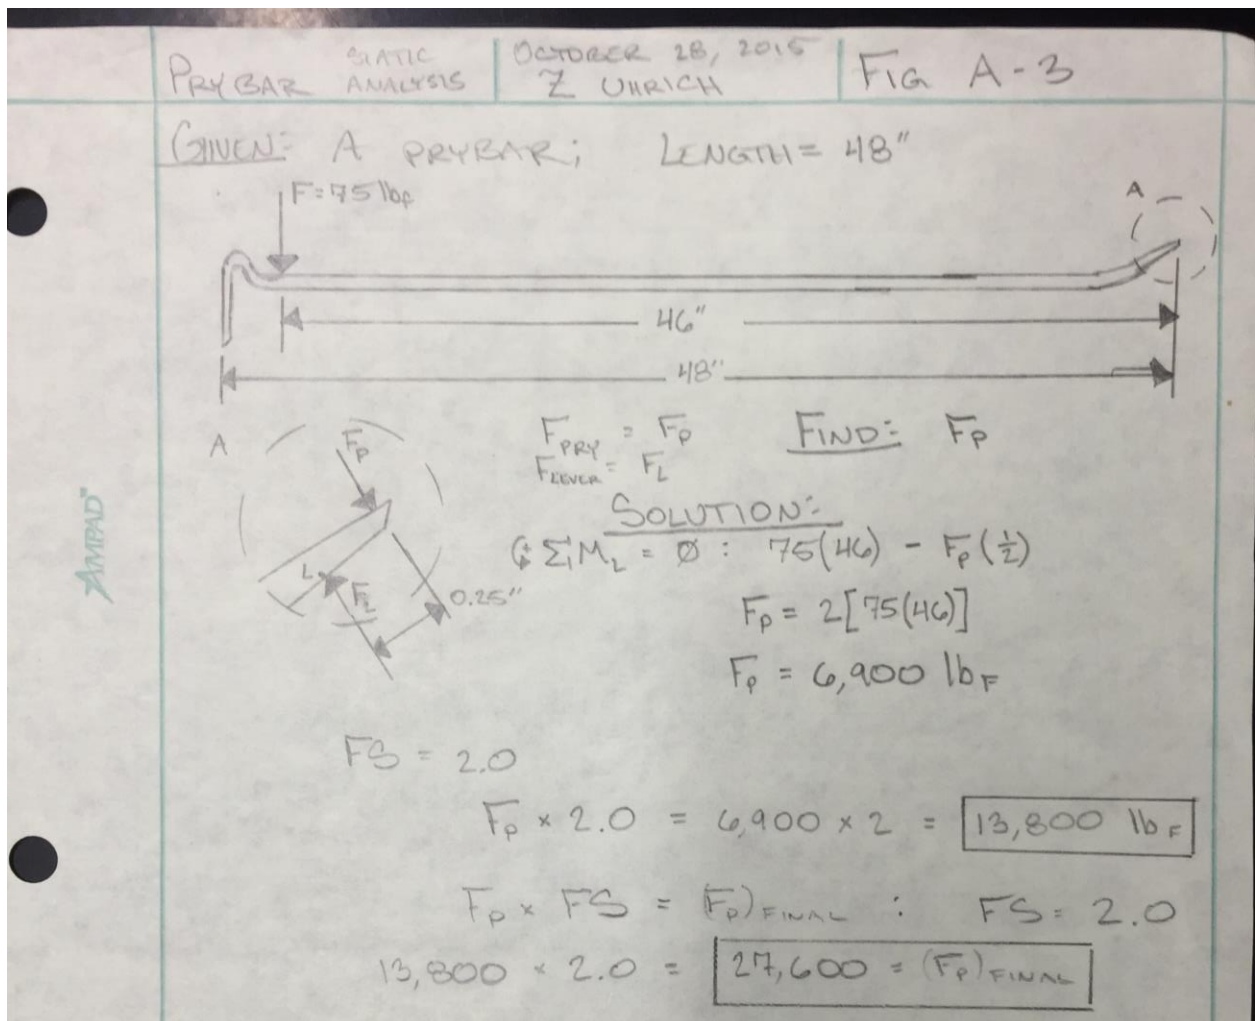 PRYBAR STATIC ANALYSIS
OCTOBER 28, 2015
Z UHRICH
FIG A-3
GIVEN: A PRYBAR; LENGTH = 48"
F=75 lbf
A
46"
48"
A
Fp
L
FL
0.25"
FPRY = Fp
FLEVER = FL
FIND: Fp
SOLUTION:
ΣML = Ø : 75(46) - Fp(1/2)
Fp = 2[75(46)]
Fp = 6,900 lbF
FS = 2.0
Fp × 2.0 = 6,900 × 2 = 13,800 lbF
Fp × FS = (Fp)FINAL : FS = 2.0
13,800 × 2.0 = 27,600 = (Fp)FINAL
AMPAD™